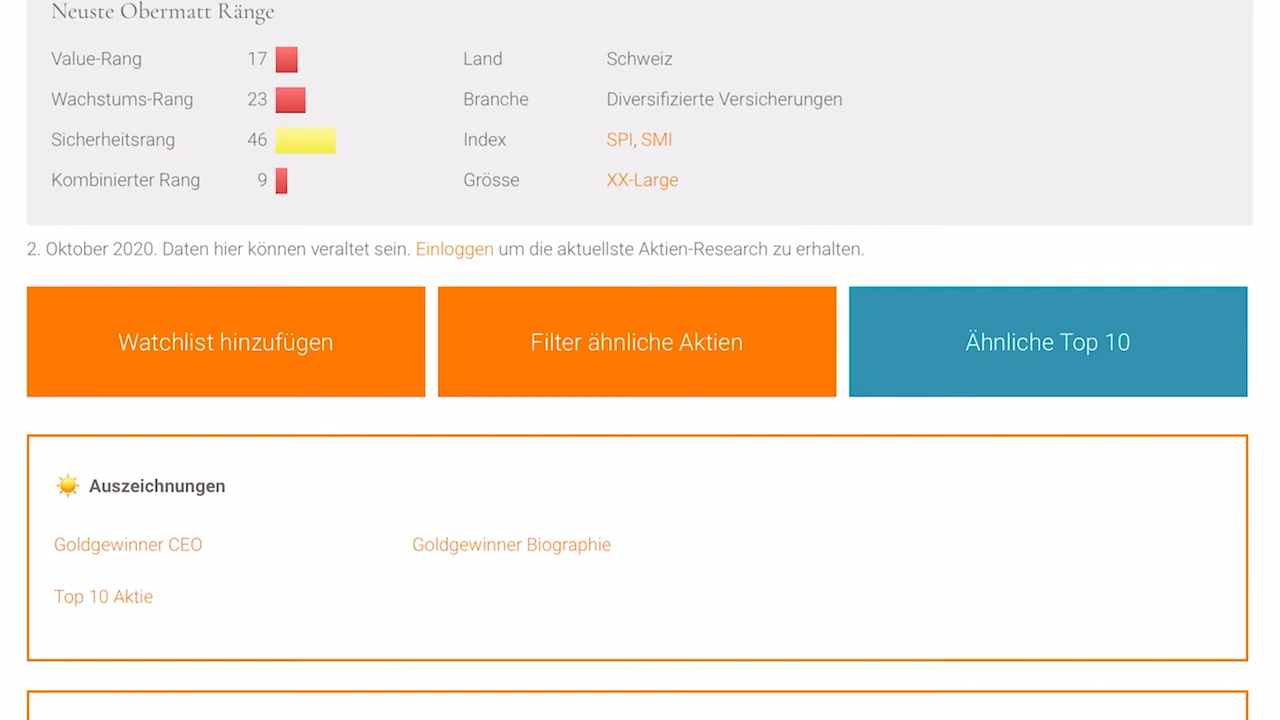 Neuste Obermatt Ränge
Value-Rang 17 Land Schweiz
Wachstums-Rang 23 Branche Diversifizierte Versicherungen
Sicherheitsrang 46 Index SPI, SMI
Kombinierter Rang 9 Grösse XX-Large
2. Oktober 2020. Daten hier können veraltet sein. Einloggen um die aktuellste Aktien-Research zu erhalten.
Watchlist hinzufügen Filter ähnliche Aktien Ähnliche Top 10
Auszeichnungen
Goldgewinner CEO Goldgewinner Biographie
Top 10 Aktie